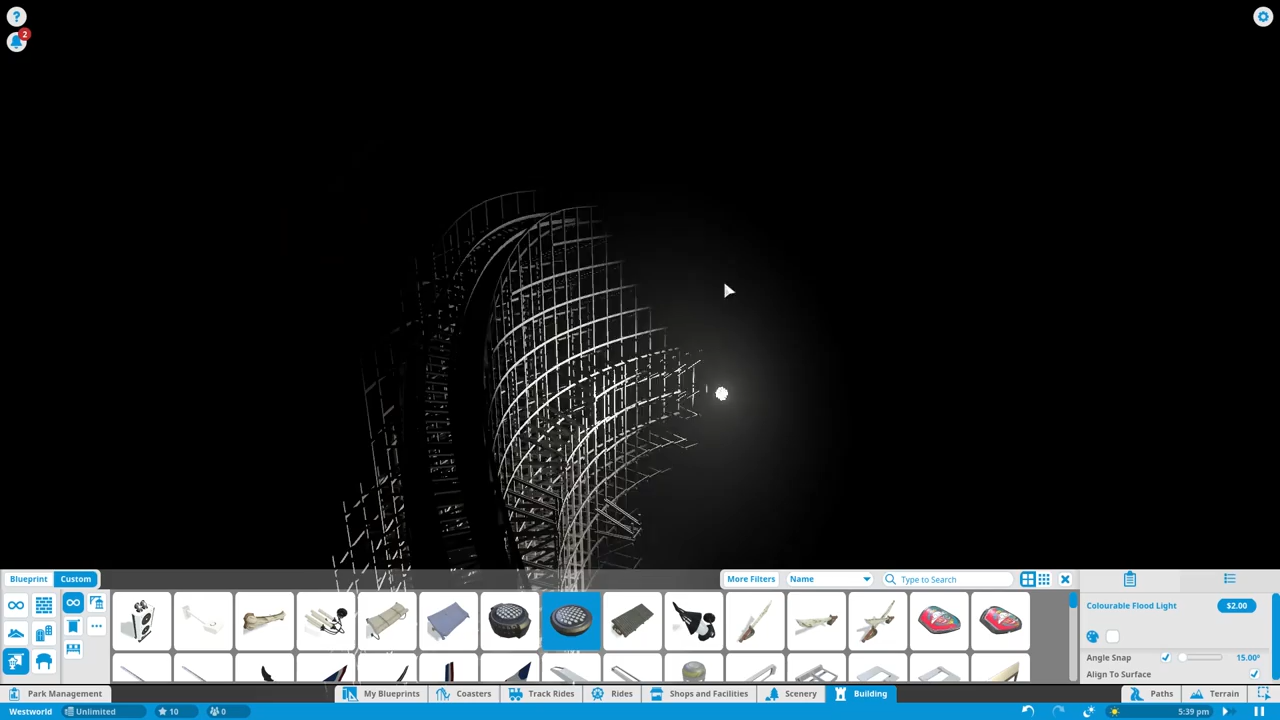 ?
2
Blueprint
Custom
More Filters
Name
Type to Search
Colourable Flood Light
$2.00
Angle Snap
15.00°
Align To Surface
Park Management
My Blueprints
Coasters
Track Rides
Rides
Shops and Facilities
Scenery
Building
Paths
Terrain
Westworld
Unlimited
10
0
5:39 pm